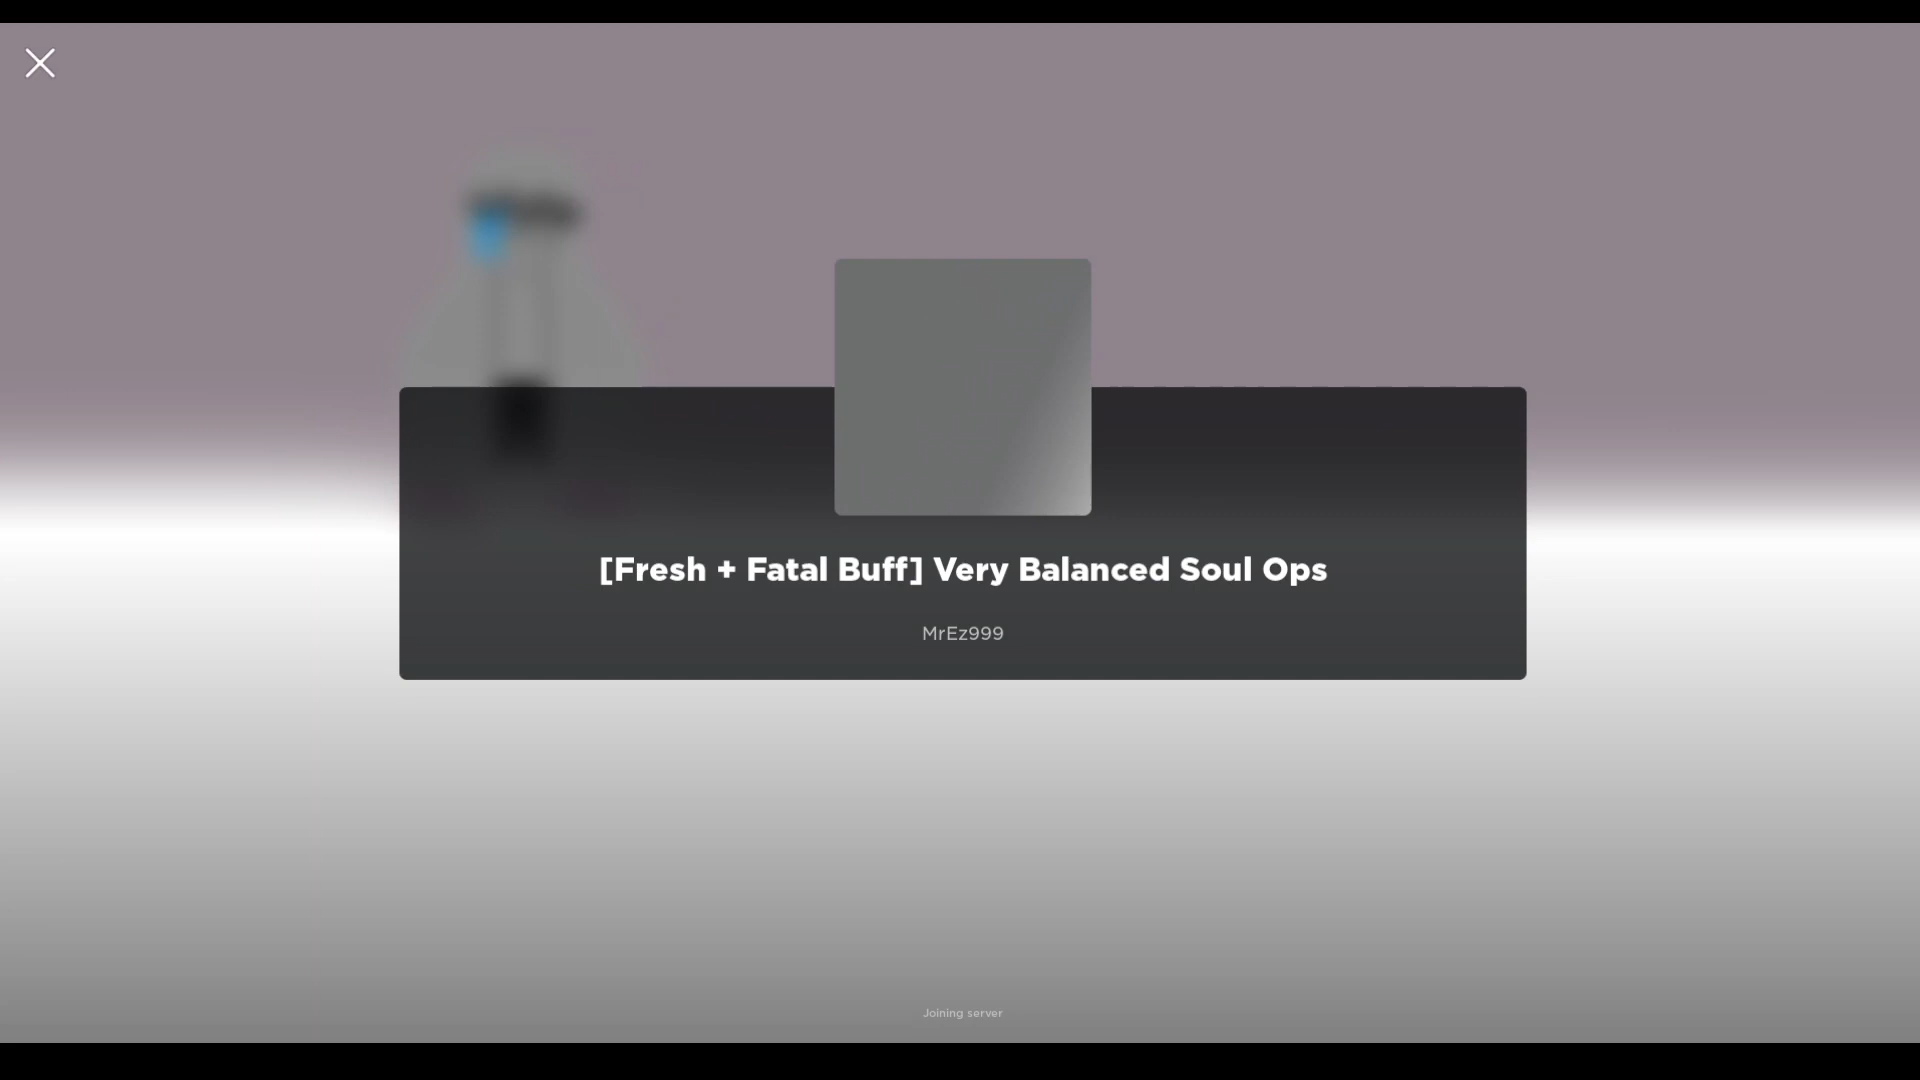 [Fresh + Fatal Buff] Very Balanced Soul Ops
MrEz999
Joining server